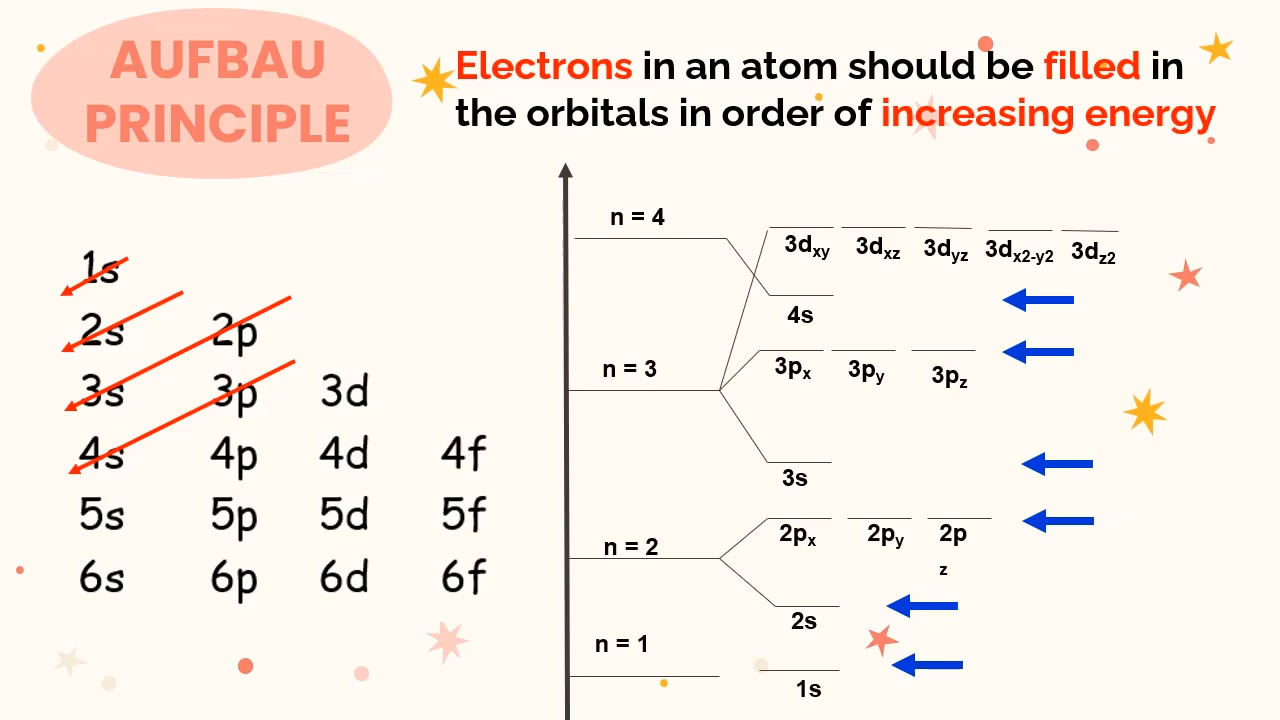 AUFBAU
PRINCIPLE
Electrons in an atom should be filled in
the orbitals in order of increasing energy
1s
2s 2p
3s 3p 3d
4s 4p 4d 4f
5s 5p 5d 5f
6s 6p 6d 6f
n = 4
3dxy 3dxz 3dyz 3dx2-y2 3dz2
4s
n = 3
3px 3py 3pz
3s
n = 2
2px 2py 2p
z
2s
n = 1
1s